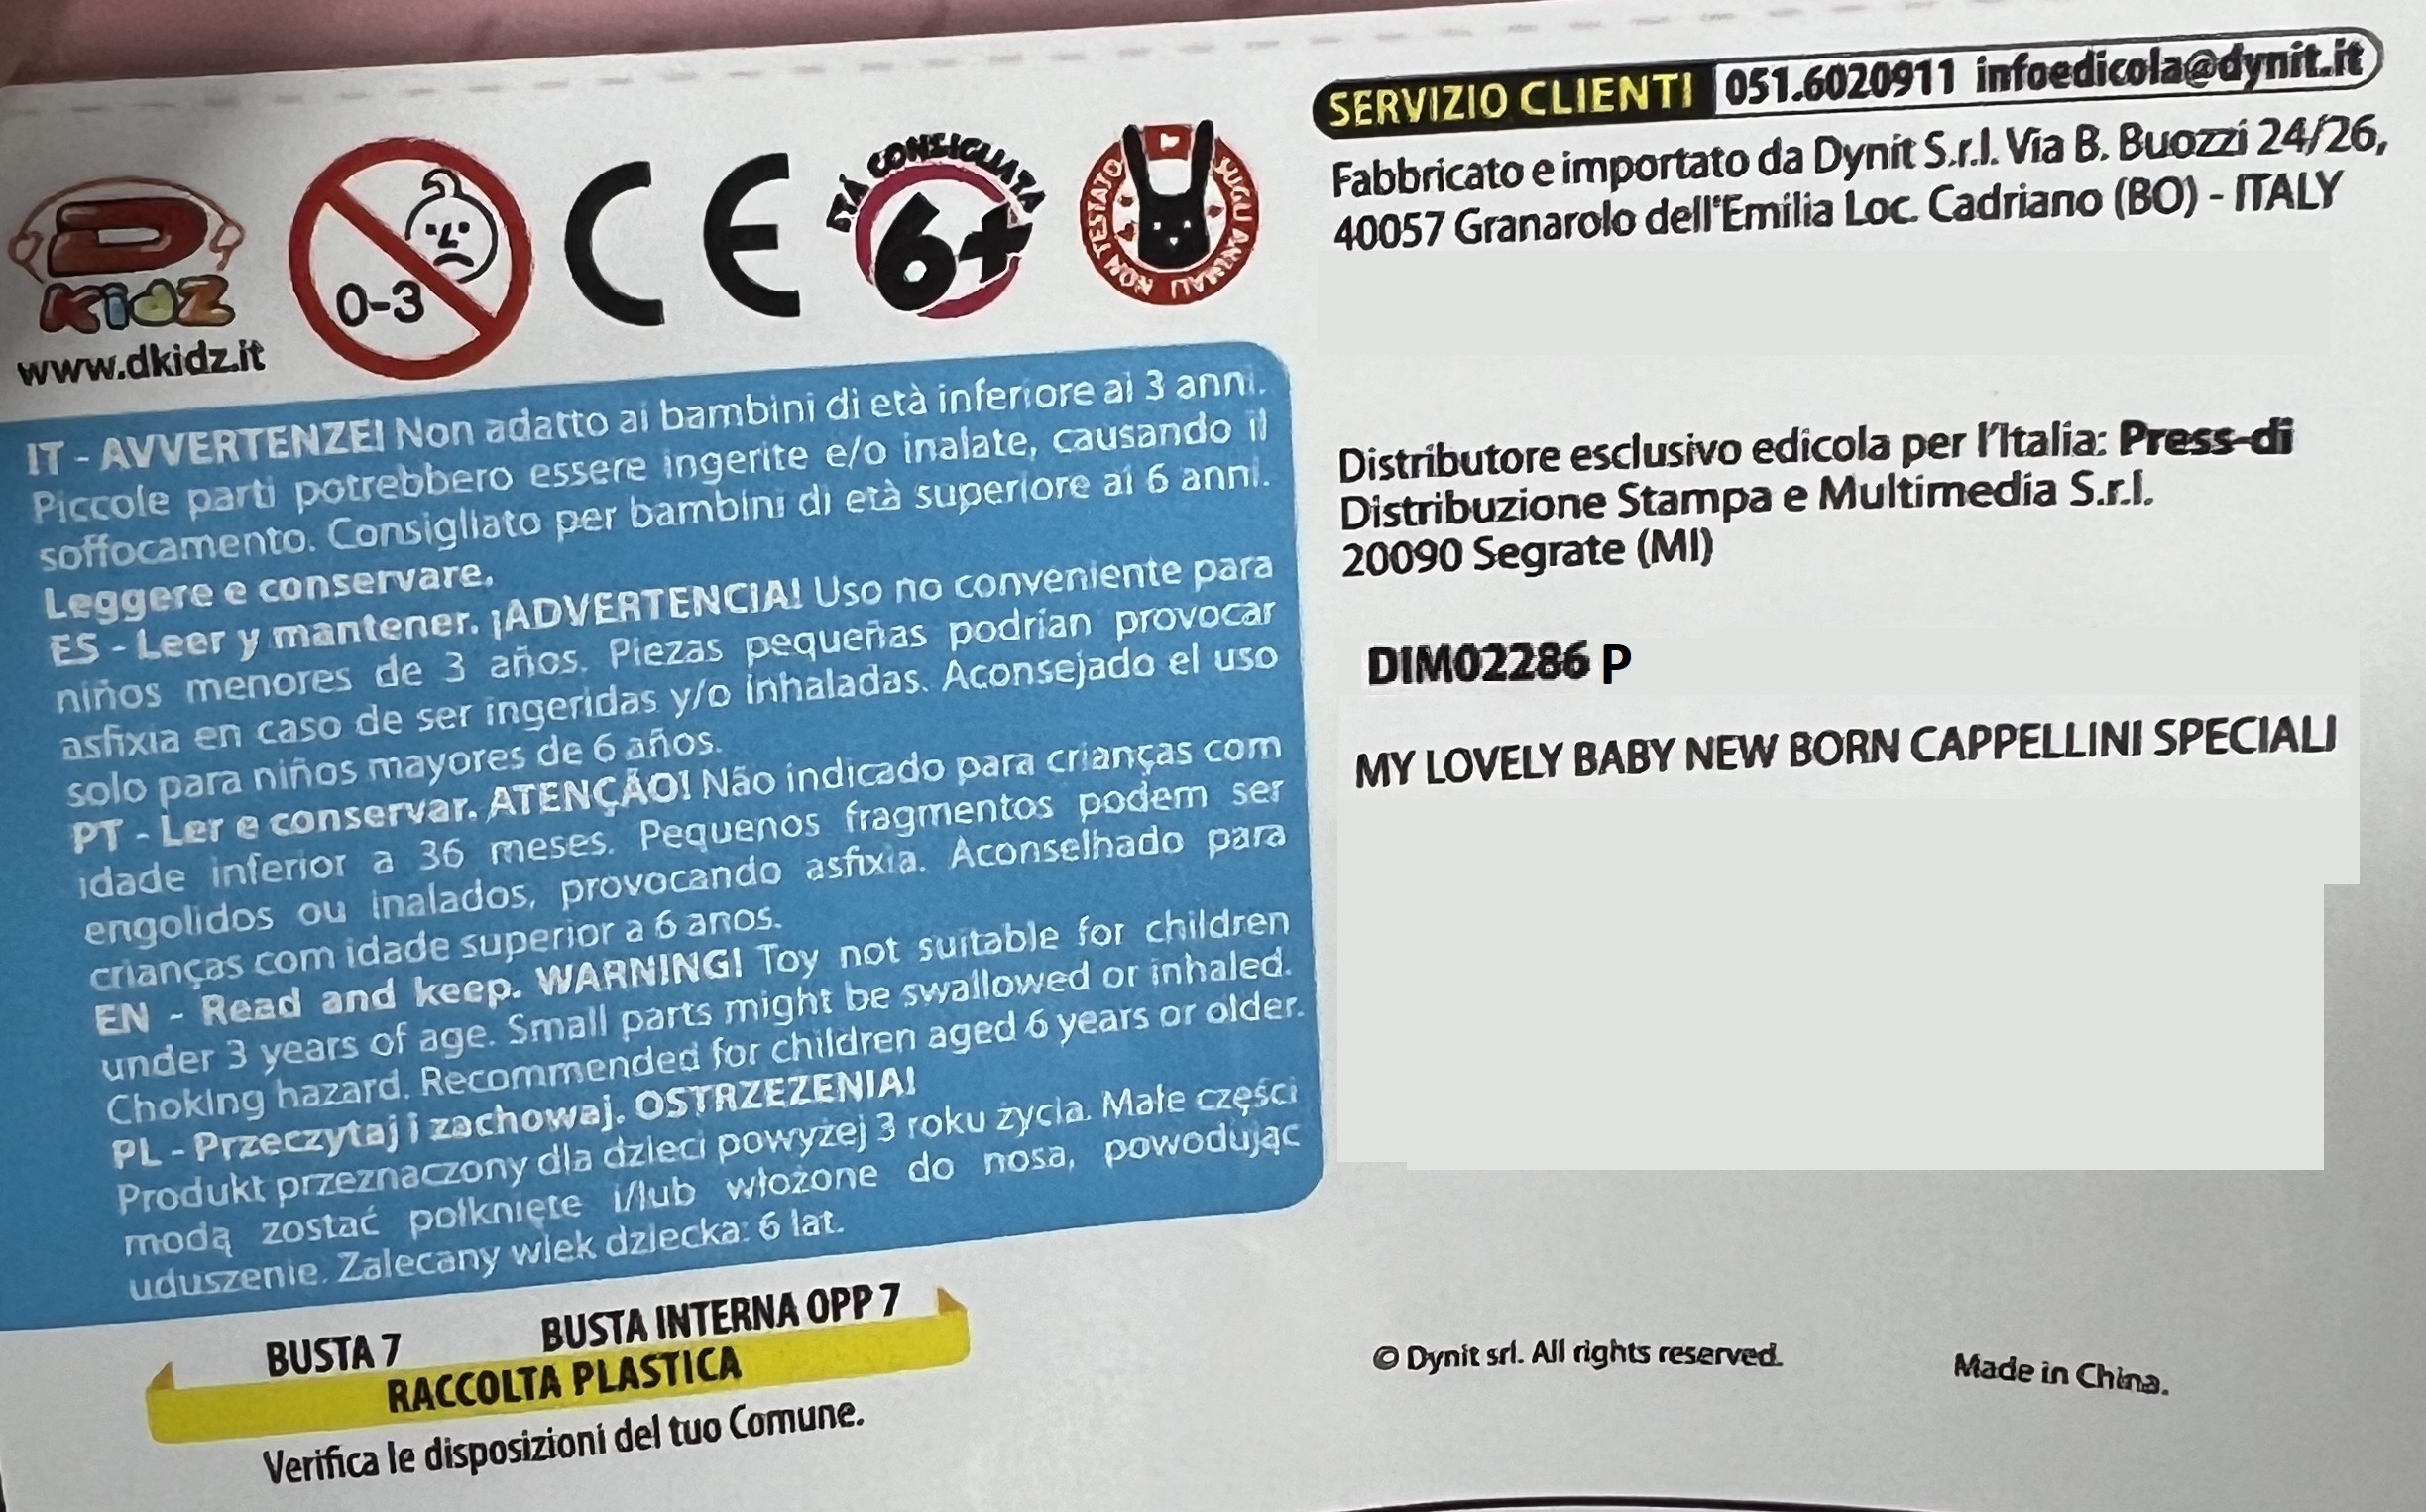 D
KidZ
www.dkidz.it
0-3
CE
ETÁ CONSIGLIATA
6+
NON TESTATO SUGLI ANIMALI
IT - AVVERTENZE! Non adatto ai bambini di età inferiore ai 3 anni.
Piccole parti potrebbero essere ingerite e/o inalate, causando il
soffocamento. Consigliato per bambini di età superiore ai 6 anni.
Leggere e conservare.
ES - Leer y mantener. ¡ADVERTENCIA! Uso no conveniente para
niños menores de 3 años. Piezas pequeñas podrían provocar
asfixia en caso de ser ingeridas y/o inhaladas. Aconsejado el uso
solo para niños mayores de 6 años.
PT - Ler e conservar. ATENÇÃO! Não indicado para crianças com
idade inferior a 36 meses. Pequenos fragmentos podem ser
engolidos ou inalados, provocando asfixia. Aconselhado para
crianças com idade superior a 6 anos.
EN - Read and keep. WARNING! Toy not suitable for children
under 3 years of age. Small parts might be swallowed or inhaled.
Choking hazard. Recommended for children aged 6 years or older.
PL - Przeczytaj i zachowaj. OSTRZEZENIA!
Produkt przeznaczony dla dzieci powyżej 3 roku życia. Małe części
modą zostać połknięte i/lub włożone do nosa, powodując
uduszenie. Zalecany wiek dziecka: 6 lat.
BUSTA 7 BUSTA INTERNA OPP 7
RACCOLTA PLASTICA
Verifica le disposizioni del tuo Comune.
SERVIZIO CLIENTI 051.6020911 infoedicola@dynit.it
Fabbricato e importato da Dynit S.r.l. Via B. Buozzi 24/26,
40057 Granarolo dell'Emilia Loc. Cadriano (BO) - ITALY
Distributore esclusivo edicola per l'Italia: Press-di
Distribuzione Stampa e Multimedia S.r.l.
20090 Segrate (MI)
DIM02286 P
MY LOVELY BABY NEW BORN CAPPELLINI SPECIALI
© Dynit srl. All rights reserved.
Made in China.